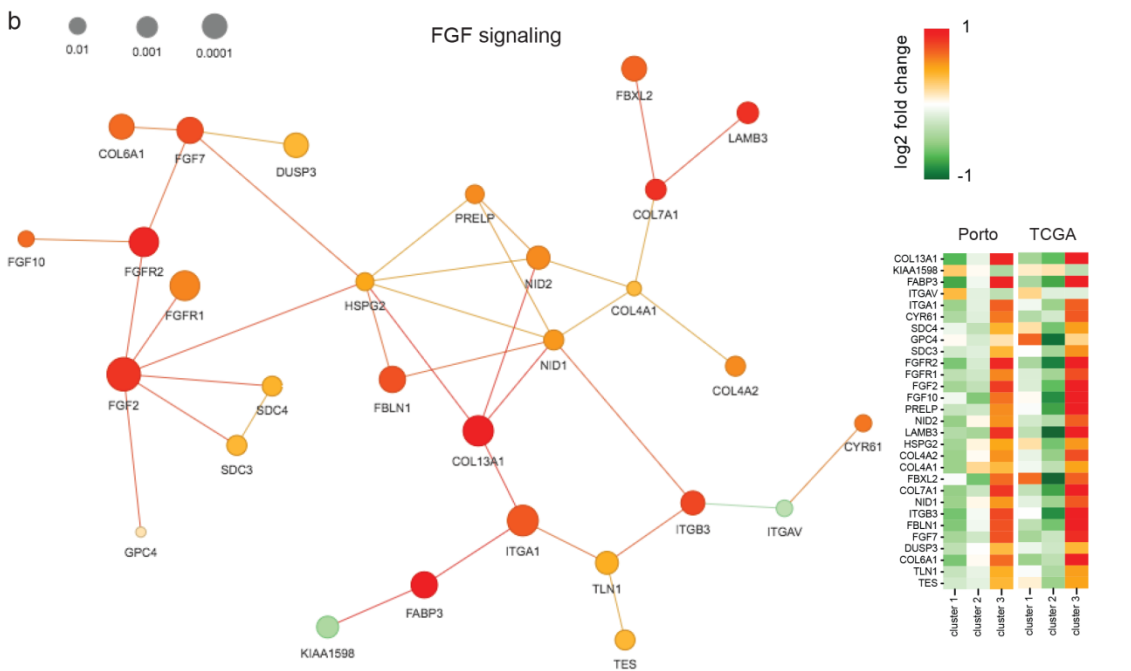 b
0.01
0.001
0.0001
FGF signaling
FBXL2
LAMB3
COL6A1
FGF7
DUSP3
COL7A1
PRELP
FGF10
FGFR2
FGFR1
HSPG2
NID2
COL4A1
NID1
COL4A2
FBLN1
FGF2
SDC4
SDC3
COL13A1
CYR61
GPC4
ITGA1
ITGB3
ITGAV
TLN1
FABP3
KIAA1598
TES
log2 fold change
1
-1
Porto TCGA
COL13A1
KIAA1598
FABP3
ITGAV
ITGA1
CYR61
SDC4
GPC4
SDC3
FGFR2
FGFR1
FGF2
FGF10
PRELP
NID2
LAMB3
HSPG2
COL4A2
COL4A1
FBXL2
COL7A1
NID1
ITGB3
FBLN1
FGF7
DUSP3
COL6A1
TLN1
TES
cluster 1
cluster 2
cluster 3
cluster 1
cluster 2
cluster 3